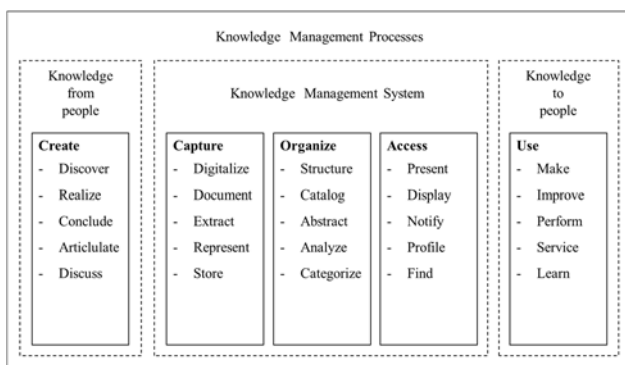 Knowledge Management Processes
Knowledge
from
people
Knowledge Management System
Knowledge
to
people
Create
- Discover
- Realize
- Conclude
- Articlulate
- Discuss
Capture
- Digitalize
- Document
- Extract
- Represent
- Store
Organize
- Structure
- Catalog
- Abstract
- Analyze
- Categorize
Access
- Present
- Display
- Notify
- Profile
- Find
Use
- Make
- Improve
- Perform
- Service
- Learn